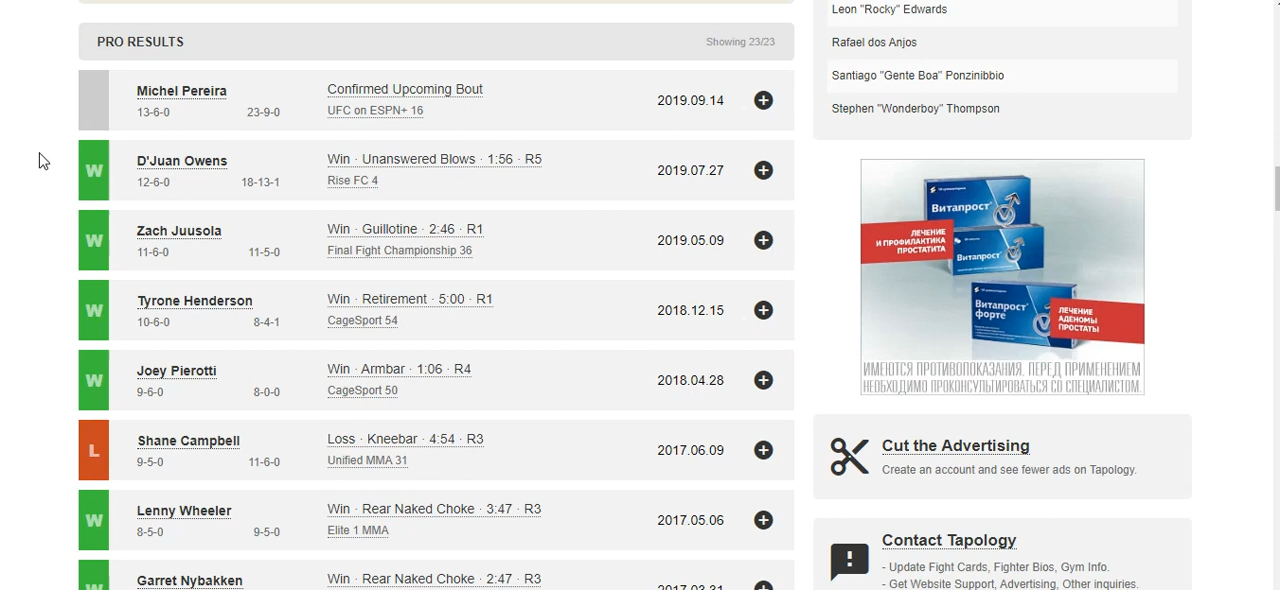 PRO RESULTS
Showing 23/23
Michel Pereira
13-6-0
23-9-0
Confirmed Upcoming Bout
UFC on ESPN+ 16
2019.09.14
W
D'Juan Owens
12-6-0
18-13-1
Win · Unanswered Blows · 1:56 · R5
Rise FC 4
2019.07.27
W
Zach Juusola
11-6-0
11-5-0
Win · Guillotine · 2:46 · R1
Final Fight Championship 36
2019.05.09
W
Tyrone Henderson
10-6-0
8-4-1
Win · Retirement · 5:00 · R1
CageSport 54
2018.12.15
W
Joey Pierotti
9-6-0
8-0-0
Win · Armbar · 1:06 · R4
CageSport 50
2018.04.28
L
Shane Campbell
9-5-0
11-6-0
Loss · Kneebar · 4:54 · R3
Unified MMA 31
2017.06.09
W
Lenny Wheeler
8-5-0
9-5-0
Win · Rear Naked Choke · 3:47 · R3
Elite 1 MMA
2017.05.06
W
Garret Nybakken
Win · Rear Naked Choke · 2:47 · R3
2017.03.31
Leon "Rocky" Edwards
Rafael dos Anjos
Santiago "Gente Boa" Ponzinibbio
Stephen "Wonderboy" Thompson
Витапрост
ЛЕЧЕНИЕ
И ПРОФИЛАКТИКА
ПРОСТАТИТА
Витапрост
Витапрост
форте
ЛЕЧЕНИЕ
АДЕНОМЫ
ПРОСТАТЫ
ИМЕЮТСЯ ПРОТИВОПОКАЗАНИЯ. ПЕРЕД ПРИМЕНЕНИЕМ
НЕОБХОДИМО ПРОКОНСУЛЬТИРОВАТЬСЯ СО СПЕЦИАЛИСТОМ.
Cut the Advertising
Create an account and see fewer ads on Tapology.
Contact Tapology
- Update Fight Cards, Fighter Bios, Gym Info.
- Get Website Support, Advertising, Other inquiries.